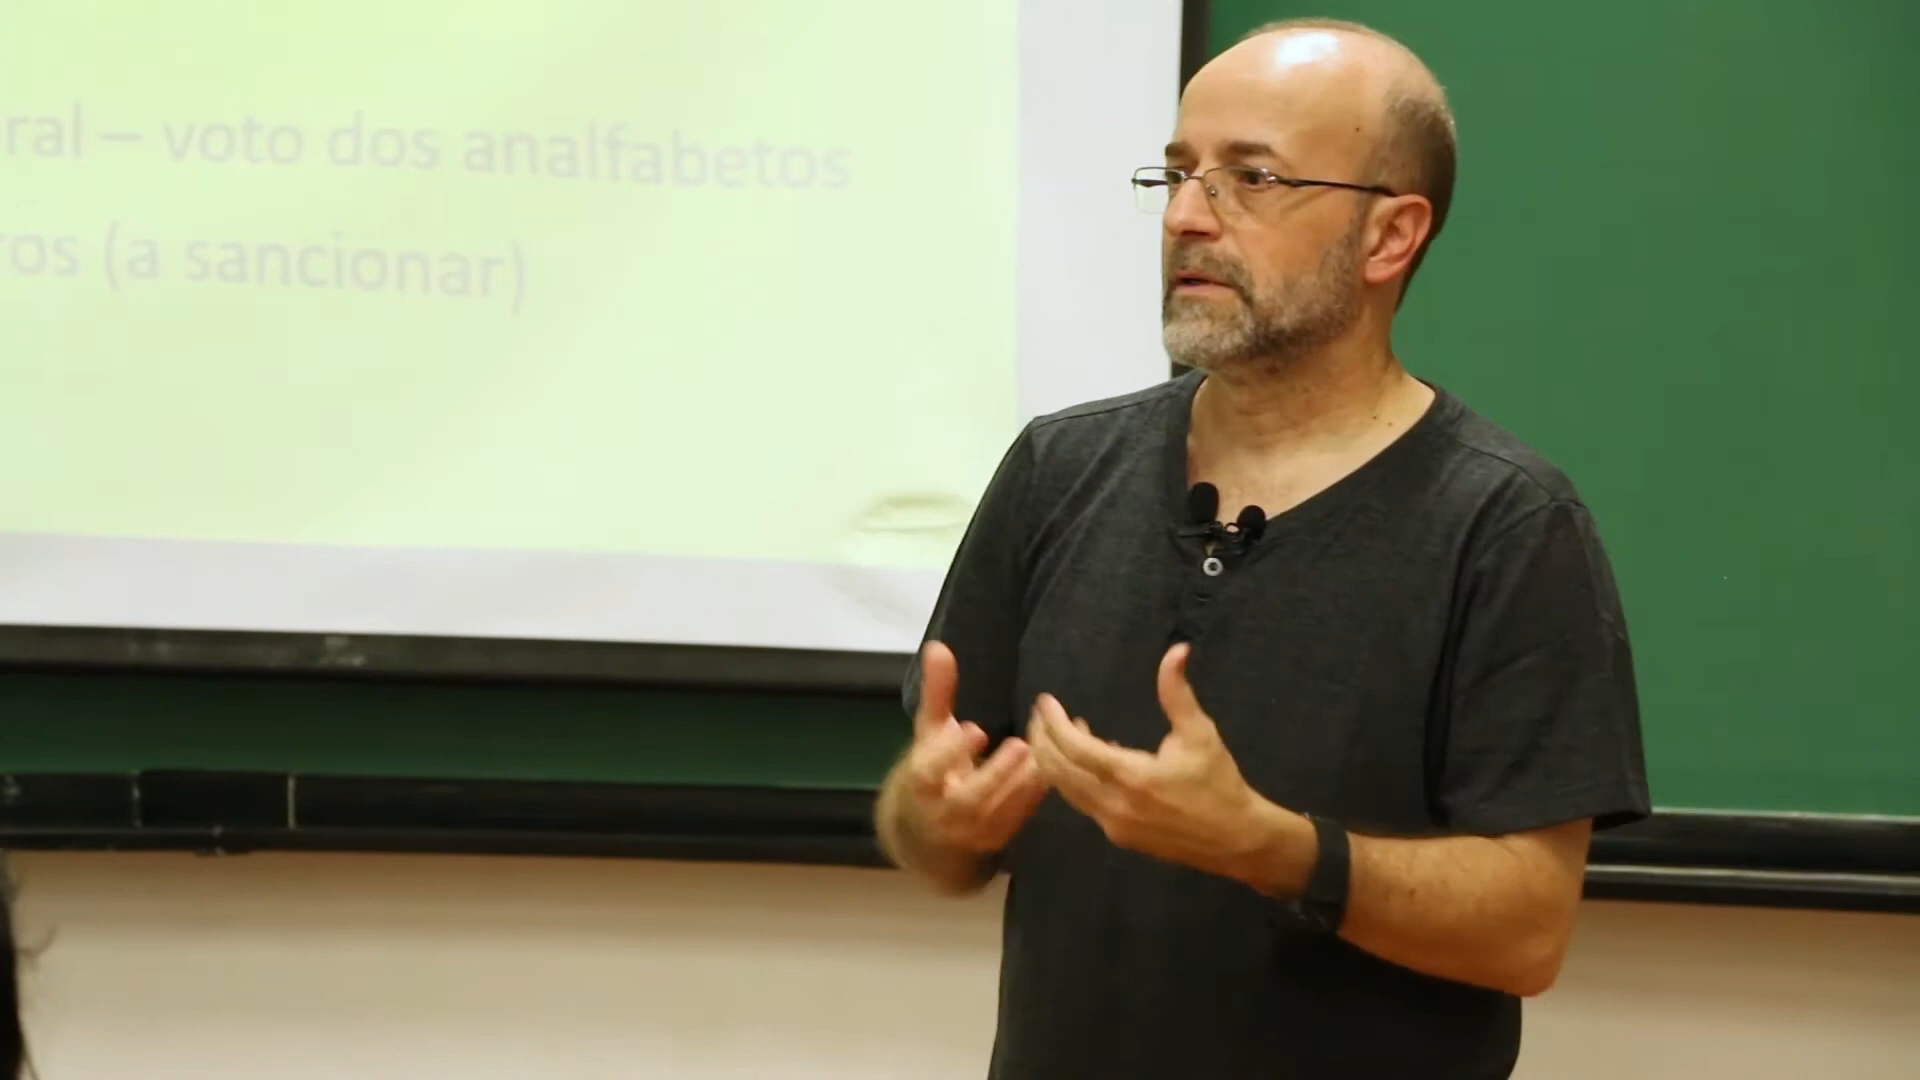 ral – voto dos analfabetos
ros (a sancionar)